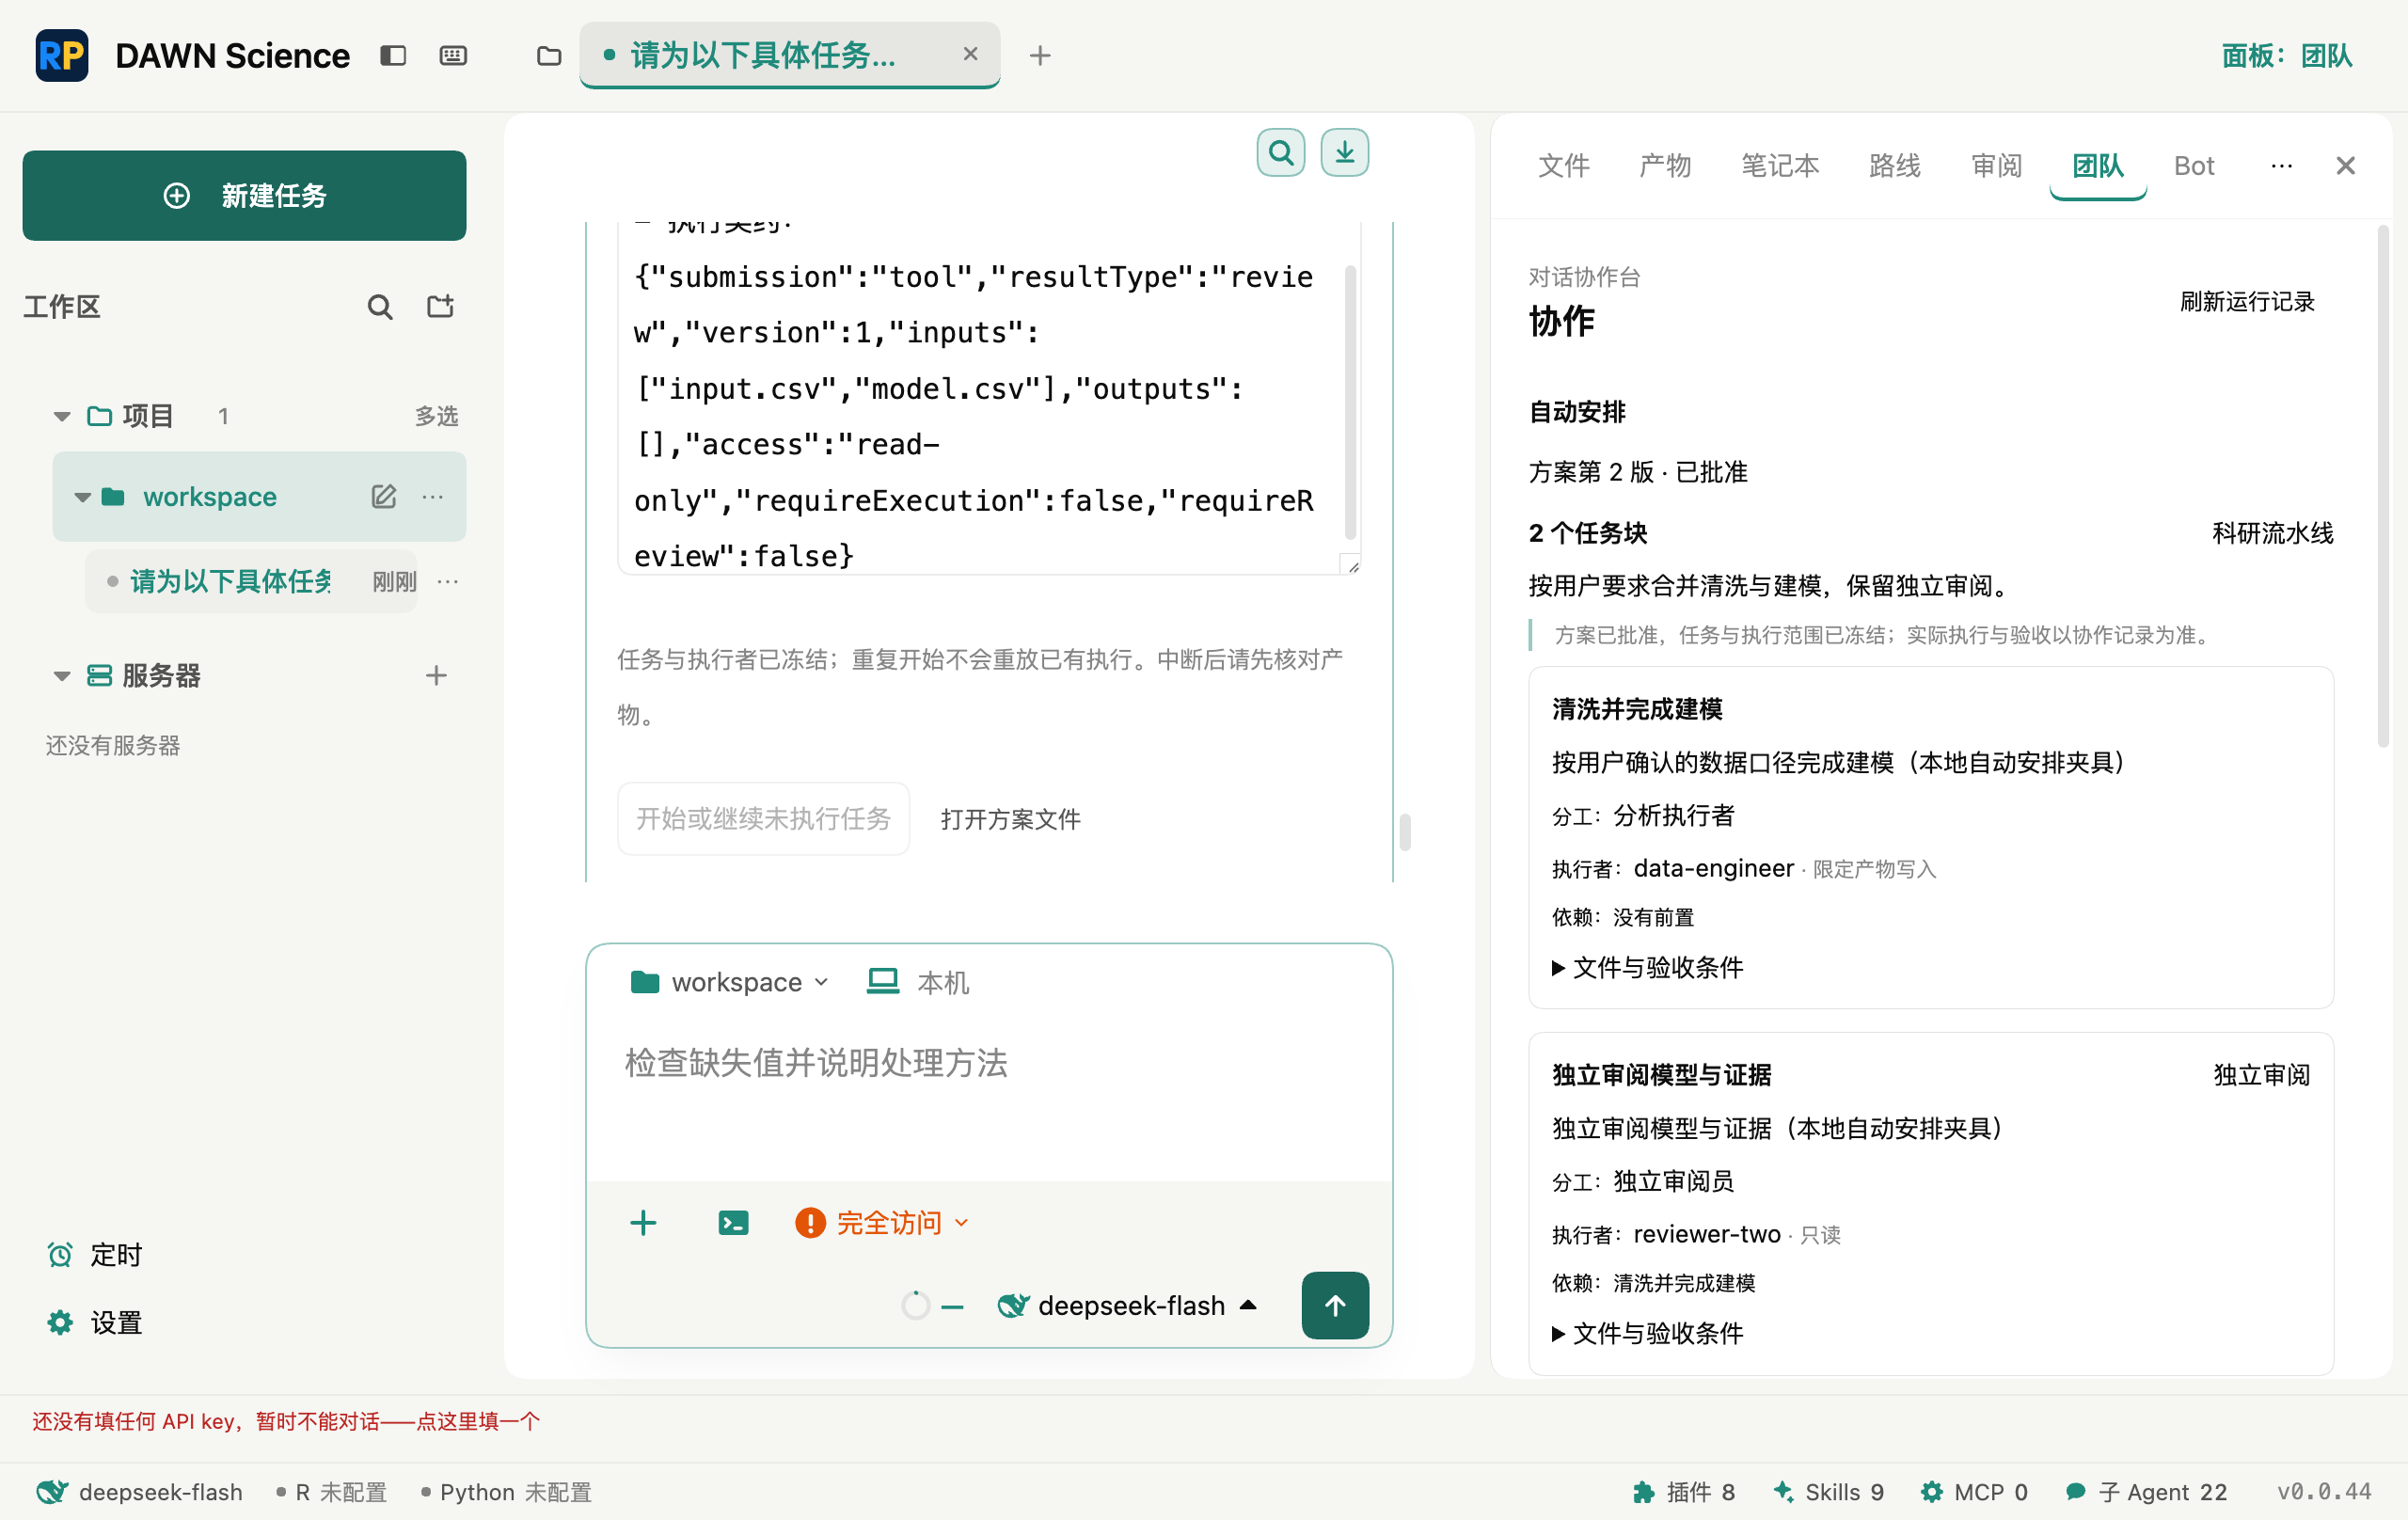 RP DAWN Science
请为以下具体任务...
面板：团队
新建任务
工作区
项目 1 多选
workspace
请为以下具体任务 刚刚
服务器
还没有服务器
定时
设置
执行契约：
{"submission":"tool","resultType":"revie
w","version":1,"inputs":
["input.csv","model.csv"],"outputs":
[],"access":"read-
only","requireExecution":false,"requireR
eview":false}
任务与执行者已冻结；重复开始不会重放已有执行。中断后请先核对产
物。
开始或继续未执行任务 打开方案文件
workspace 本机
检查缺失值并说明处理方法
完全访问
deepseek-flash
文件 产物 笔记本 路线 审阅 团队 Bot
对话协作台
协作
刷新运行记录
自动安排
方案第 2 版 · 已批准
2 个任务块 科研流水线
按用户要求合并清洗与建模，保留独立审阅。
方案已批准，任务与执行范围已冻结；实际执行与验收以协作记录为准。
清洗并完成建模
按用户确认的数据口径完成建模（本地自动安排夹具）
分工：分析执行者
执行者：data-engineer · 限定产物写入
依赖：没有前置
文件与验收条件
独立审阅模型与证据 独立审阅
独立审阅模型与证据（本地自动安排夹具）
分工：独立审阅员
执行者：reviewer-two · 只读
依赖：清洗并完成建模
文件与验收条件
还没有填任何 API key，暂时不能对话——点这里填一个
deepseek-flash R 未配置 Python 未配置
插件 8 Skills 9 MCP 0 子 Agent 22 v0.0.44